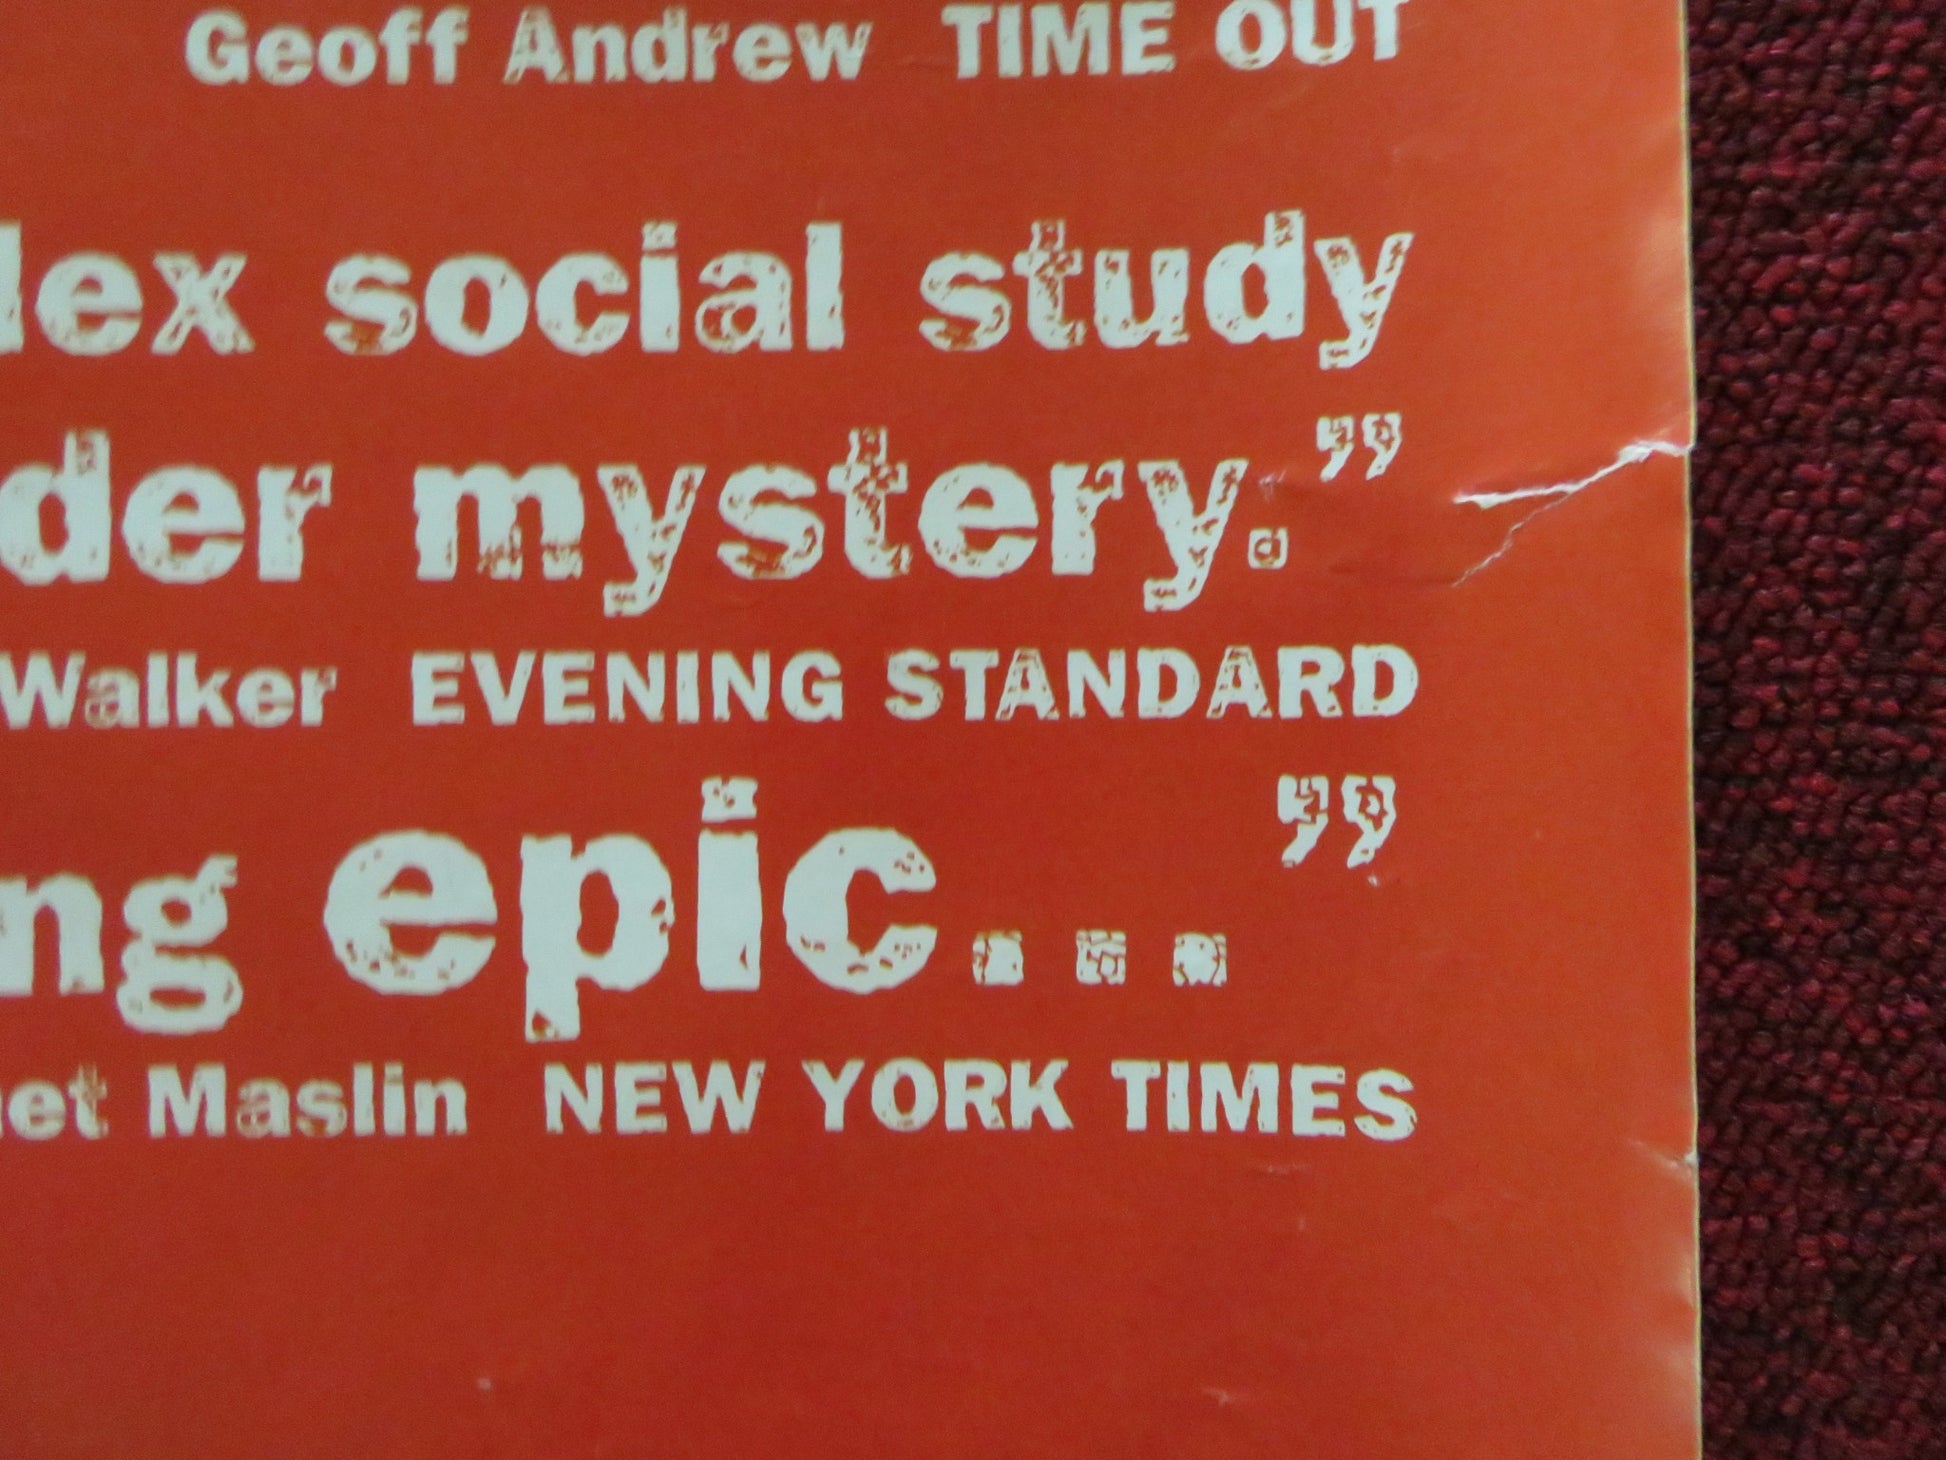 Geoff Andrew TIME OUT
lex social study
der mystery.”
Walker EVENING STANDARD
ng epic...”
et Maslin NEW YORK TIMES